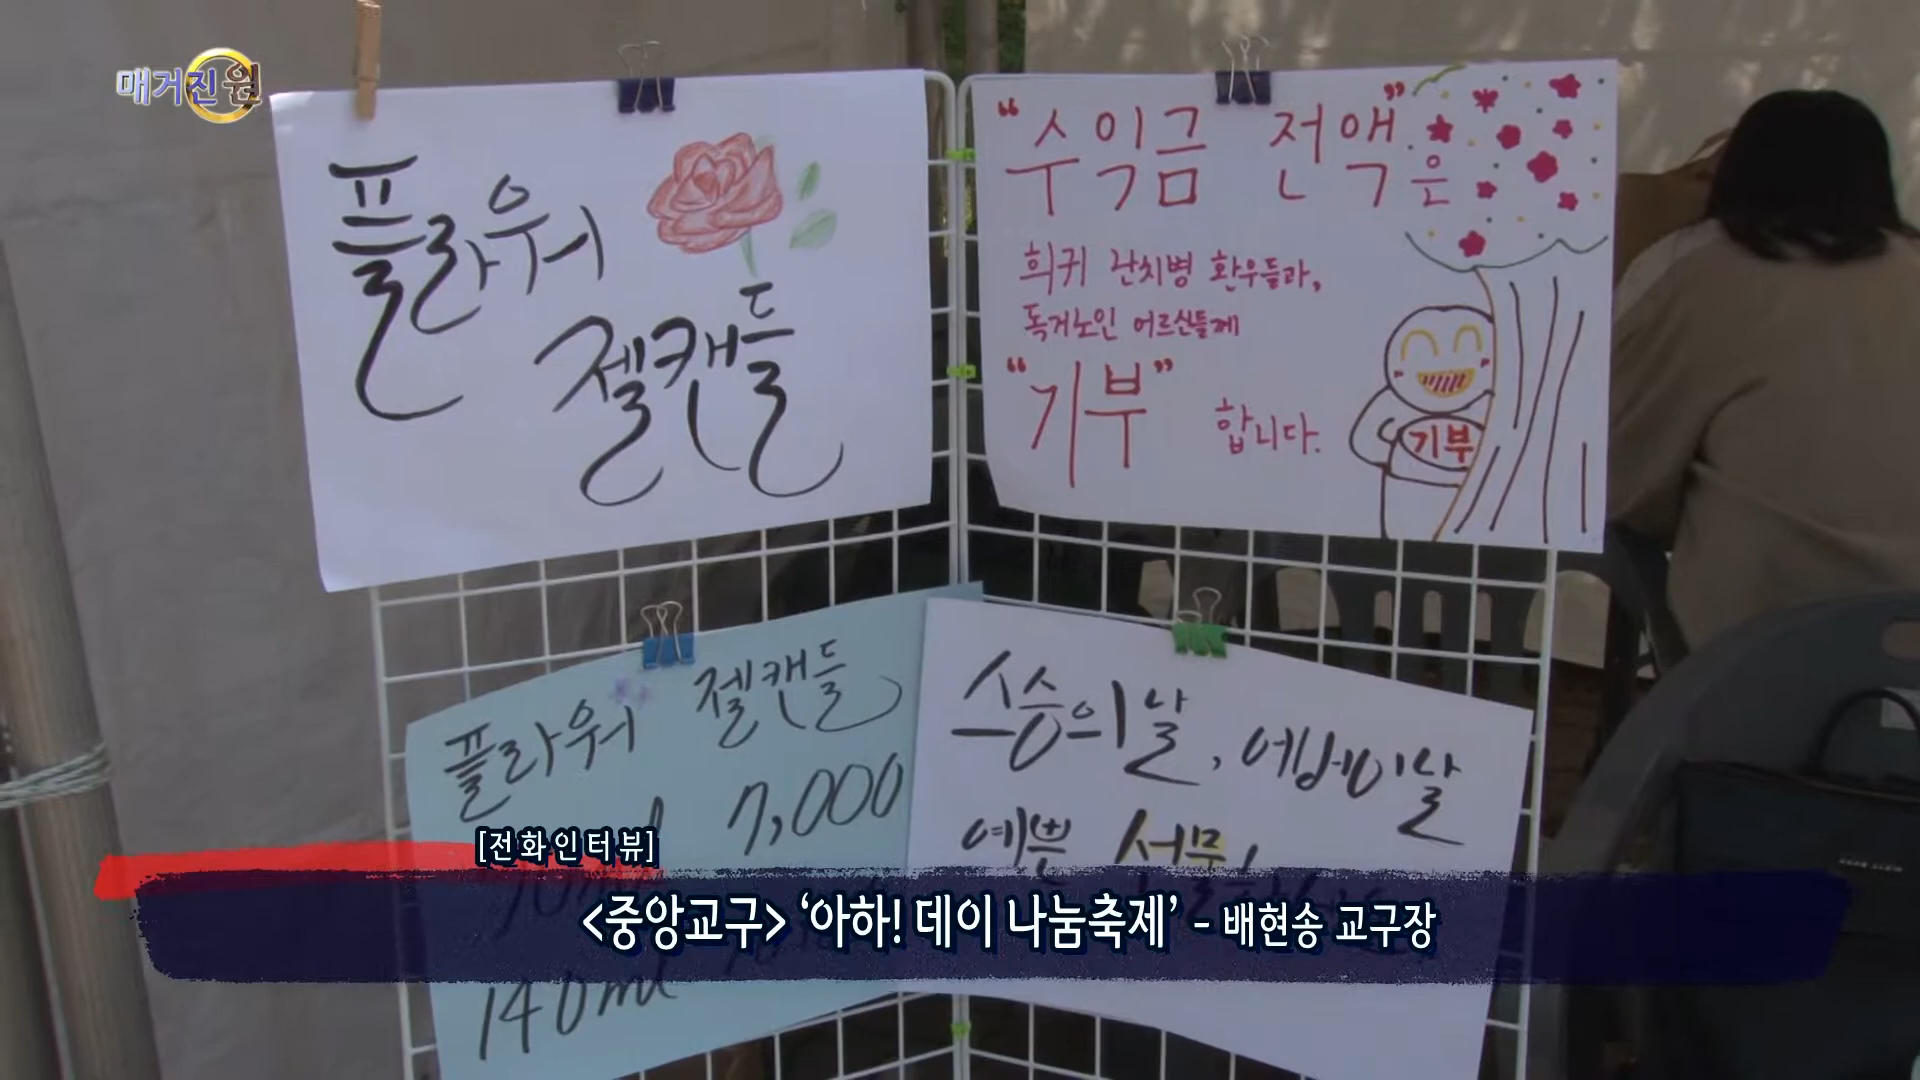 매거진원
플라워
젤캔들
“수익금 전액”은
희귀 난치병 환우들과,
독거노인 어르신들께
“기부” 합니다.
기부
플라워 젤캔들
7,000
140ml
스승의날,
예쁜 선물
[전화인터뷰]
<중앙교구> ‘아하! 데이 나눔축제’ - 배현송 교구장